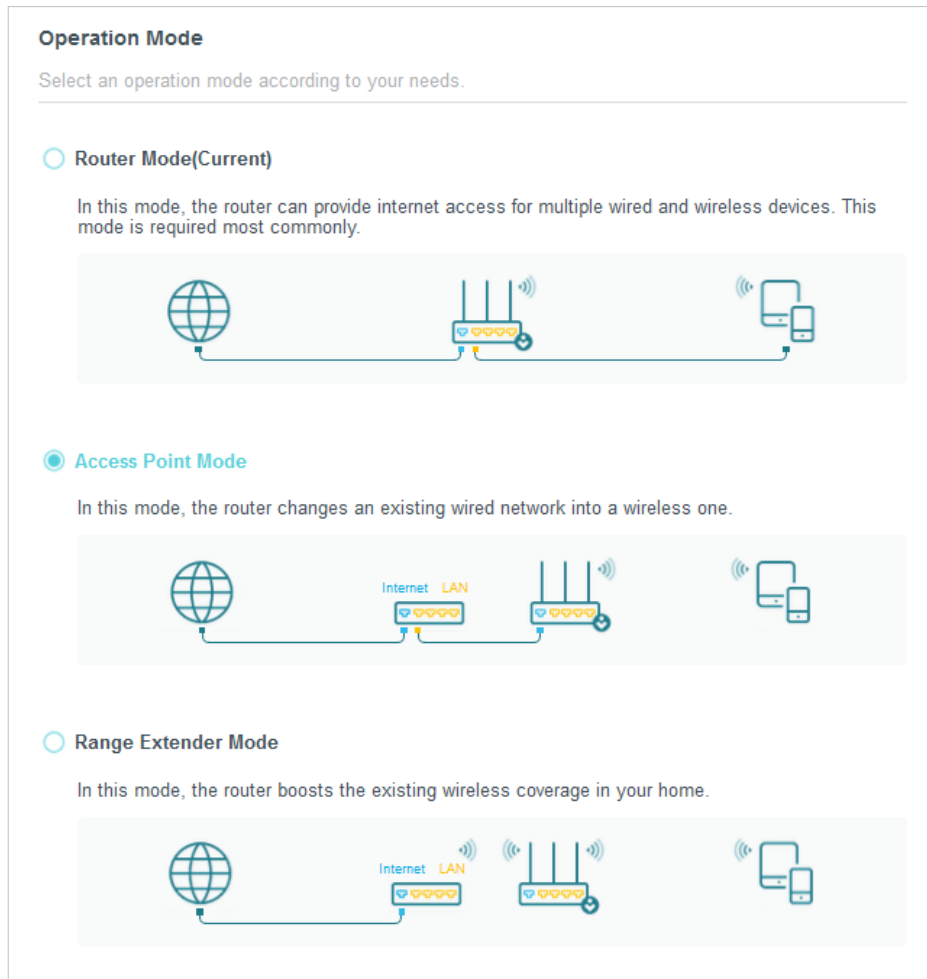 Operation Mode
Select an operation mode according to your needs.
Router Mode(Current)
In this mode, the router can provide internet access for multiple wired and wireless devices. This
mode is required most commonly.
Access Point Mode
In this mode, the router changes an existing wired network into a wireless one.
Internet LAN
Range Extender Mode
In this mode, the router boosts the existing wireless coverage in your home.
Internet LAN